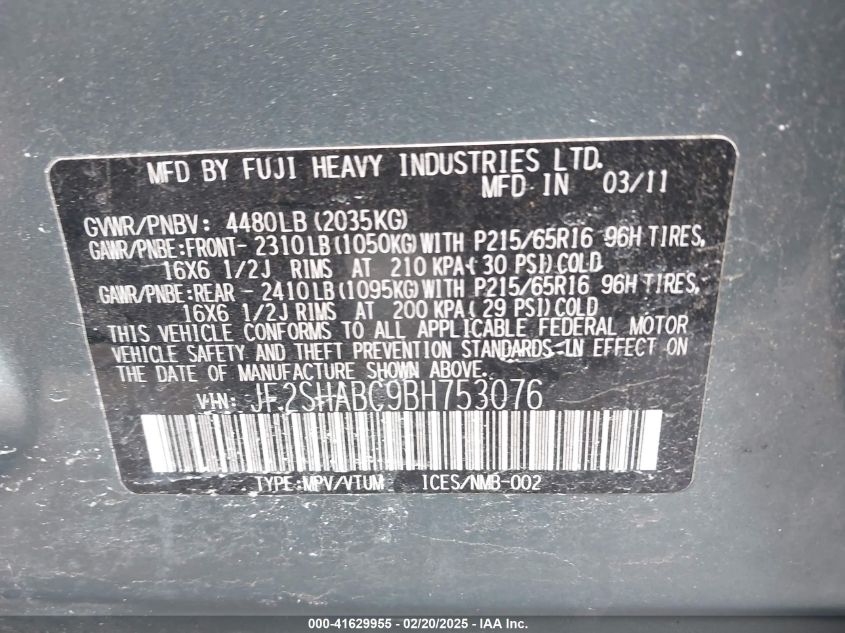 MFD BY FUJI HEAVY INDUSTRIES LTD.
MFD IN 03/11
GVWR/PNBV: 4480LB (2035KG)
GAWR/PNBE:FRONT- 2310LB(1050KG)WITH P215/65R16 96H TIRES,
16X6 1/2J RIMS AT 210 KPA( 30 PSI)COLD
GAWR/PNBE:REAR - 2410LB(1095KG)WITH P215/65R16 96H TIRES,
16X6 1/2J RIMS AT 200 KPA( 29 PSI)COLD
THIS VEHICLE CONFORMS TO ALL APPLICABLE FEDERAL MOTOR
VEHICLE SAFETY AND THEFT PREVENTION STANDARDS IN EFFECT ON
THE DATE OF MANUFACTURE SHOWN ABOVE.
VIN: JF2SHABC9BH753076
TYPE:MPV/VTUM ICES/NMB-002
000-41629955 - 02/20/2025 - IAA Inc.